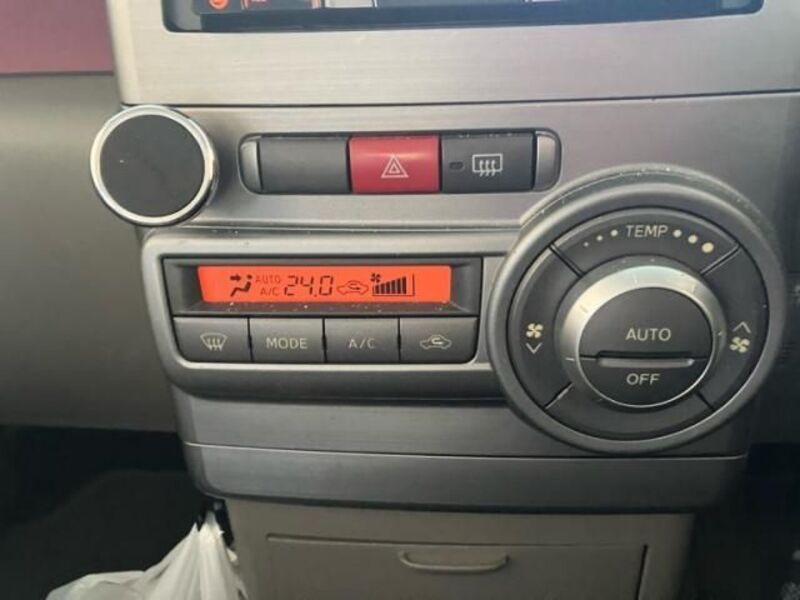 TEMP
AUTO
A/C
24.0
MODE
A/C
AUTO
OFF